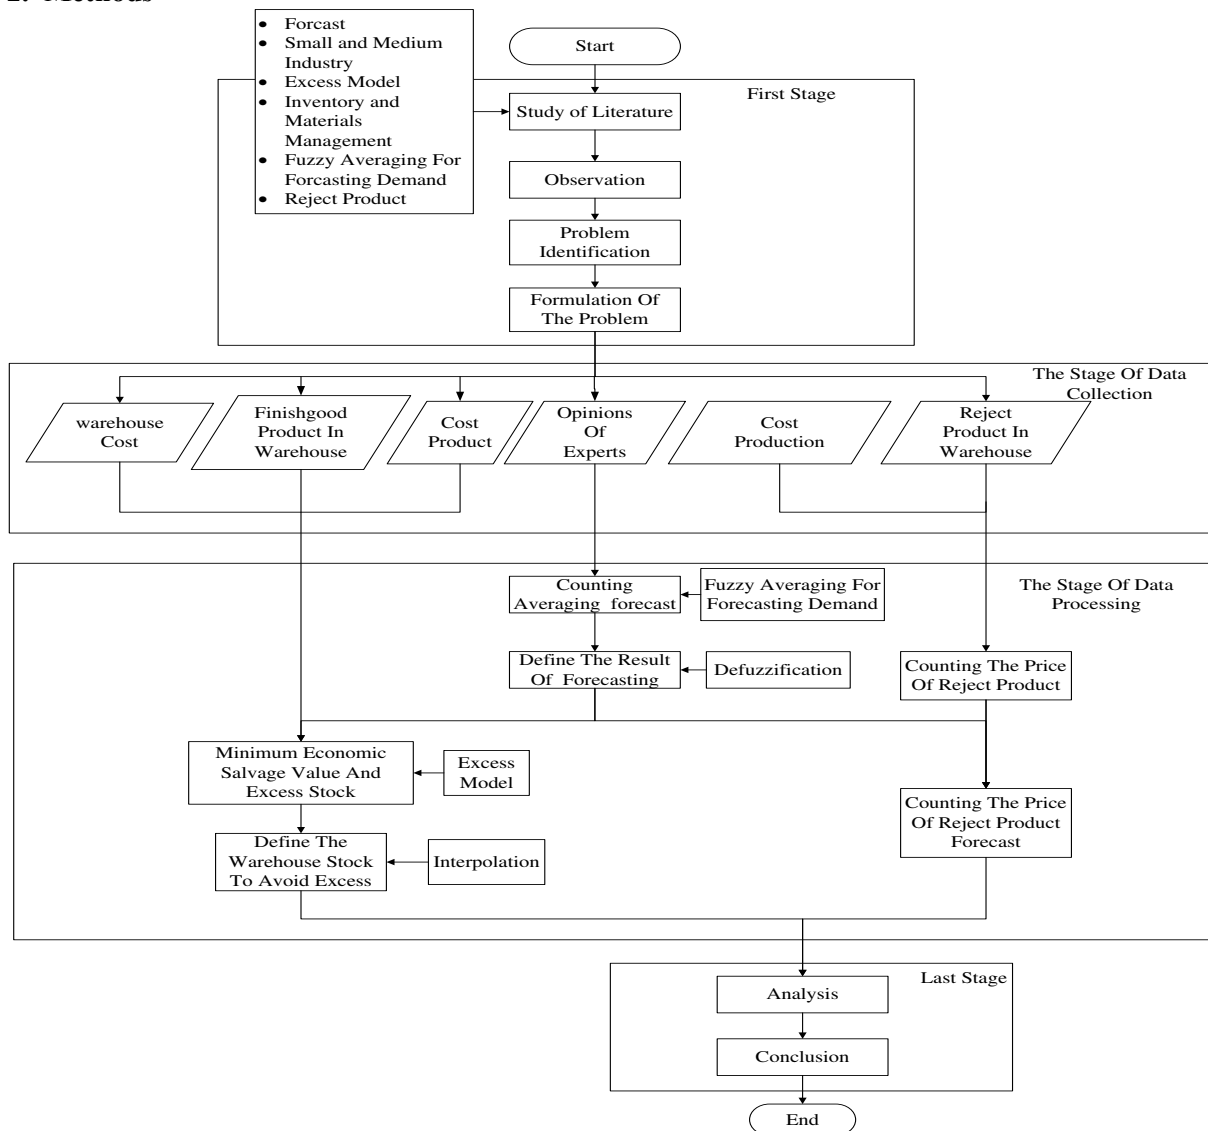 2. Methods
Start
• Forcast
• Small and Medium
Industry
• Excess Model
• Inventory and
Materials
Management
• Fuzzy Averaging For
Forcasting Demand
• Reject Product
First Stage
Study of Literature
Observation
Problem
Identification
Formulation Of
The Problem
The Stage Of Data
Collection
warehouse
Cost
Finishgood
Product In
Warehouse
Cost
Product
Opinions
Of
Experts
Cost
Production
Reject
Product In
Warehouse
The Stage Of Data
Processing
Counting
Averaging forecast
Fuzzy Averaging For
Forecasting Demand
Define The Result
Of Forecasting
Defuzzification
Counting The Price
Of Reject Product
Minimum Economic
Salvage Value And
Excess Stock
Excess
Model
Counting The Price
Of Reject Product
Forecast
Define The
Warehouse Stock
To Avoid Excess
Interpolation
Last Stage
Analysis
Conclusion
End